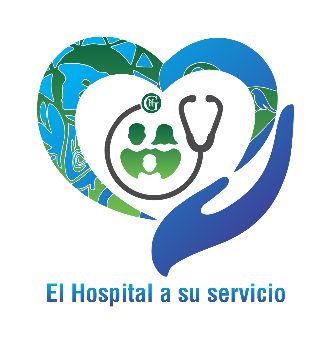 El Hospital a su servicio